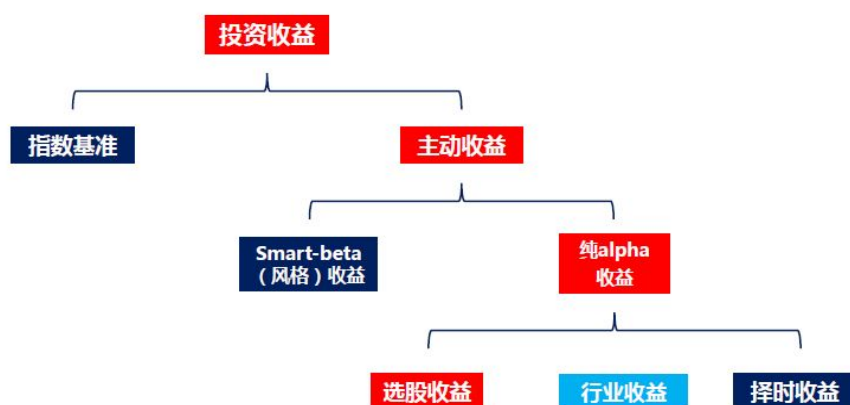 投资收益
指数基准
主动收益
Smart-beta
（风格）收益
纯alpha
收益
选股收益
行业收益
择时收益